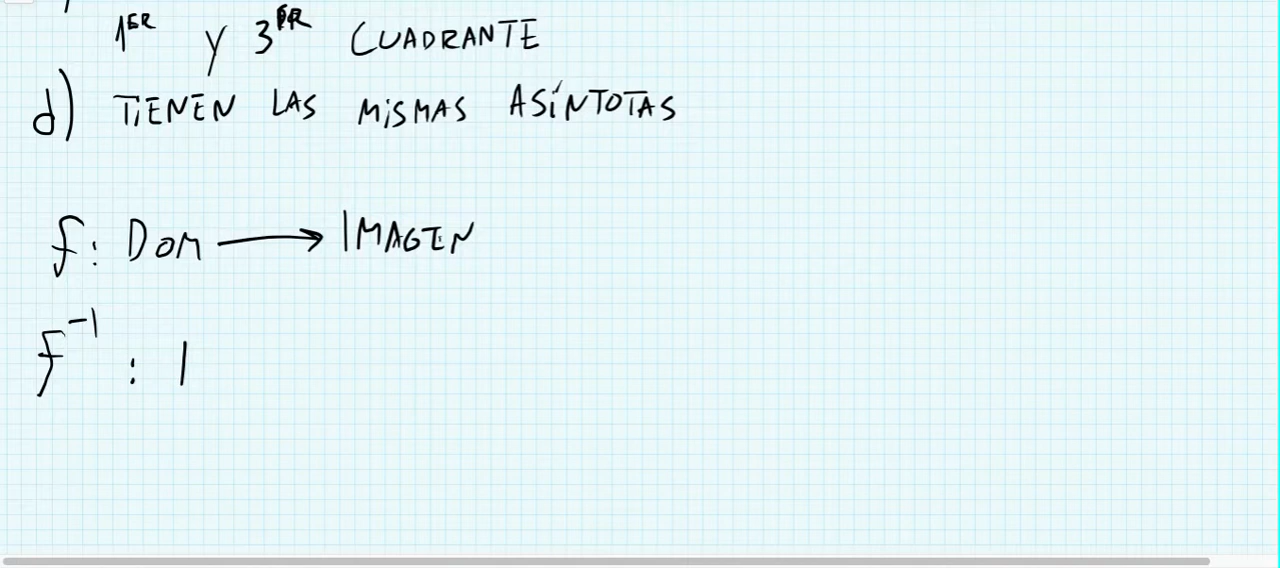 1ER y 3ER CUADRANTE
d) TIENEN LAS MISMAS ASÍNTOTAS
f: DOM → IMAGEN
f⁻¹ : I